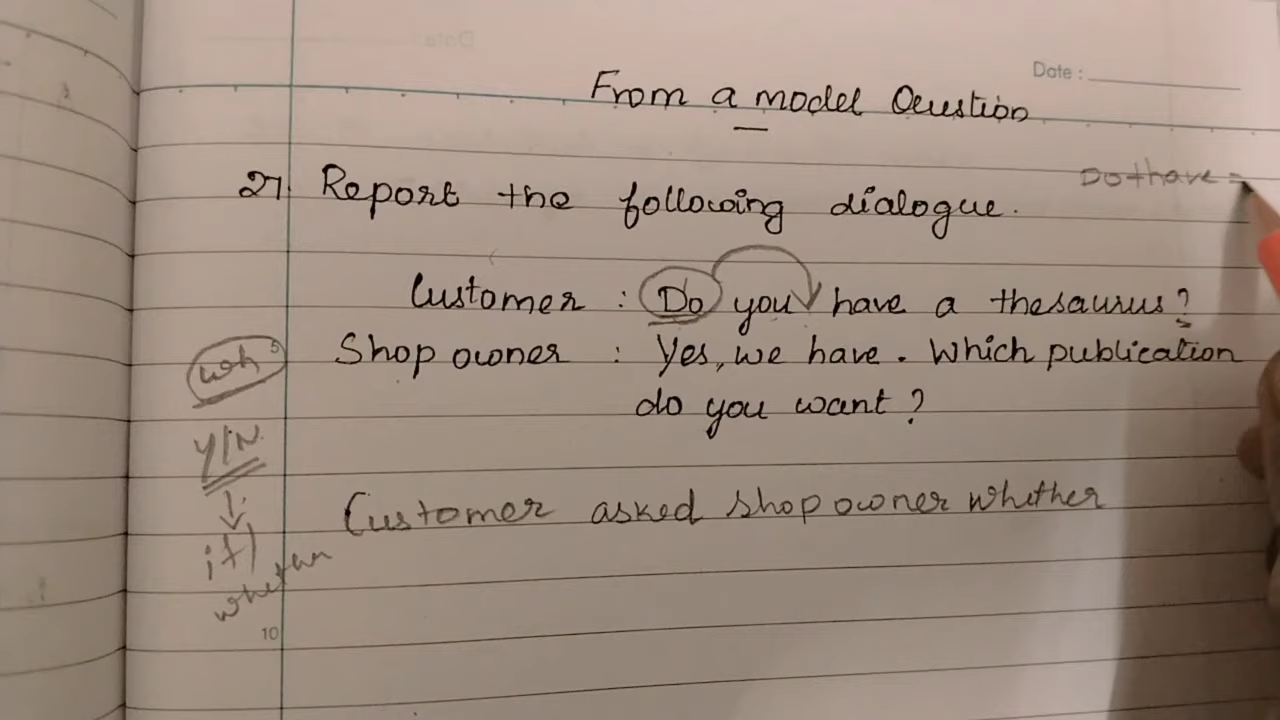 Date :
From a model Question
Do+have =
27 Report the following dialogue.
Customer : Do you have a thesaurus?
Shop owner : Yes, we have. Which publication
do you want ?
wh
Y/N
if/
whether
Customer asked shop owner whether
10